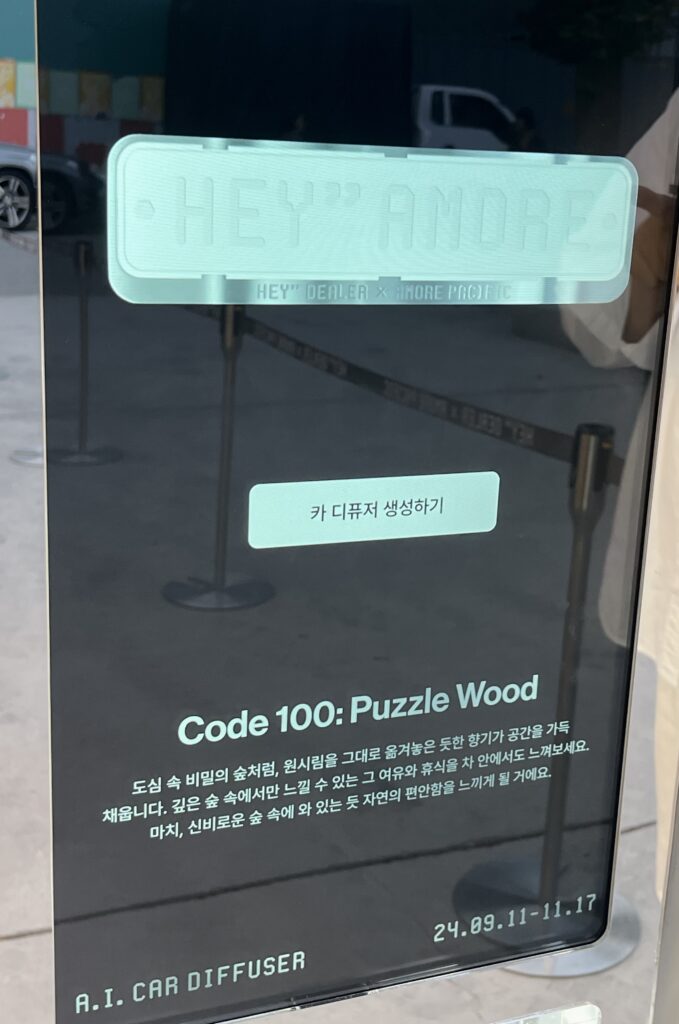 HEY" AMORE
HEY" DEALER × AMORE PACIFIC
카 디퓨저 생성하기
Code 100: Puzzle Wood
도심 속 비밀의 숲처럼, 원시림을 그대로 옮겨놓은 듯한 향기가 공간을 가득
채웁니다. 깊은 숲 속에서만 느낄 수 있는 그 여유와 휴식을 차 안에서도 느껴보세요.
마치, 신비로운 숲 속에 와 있는 듯 자연의 편안함을 느끼게 될 거에요.
24.09.11-11.17
A.I. CAR DIFFUSER